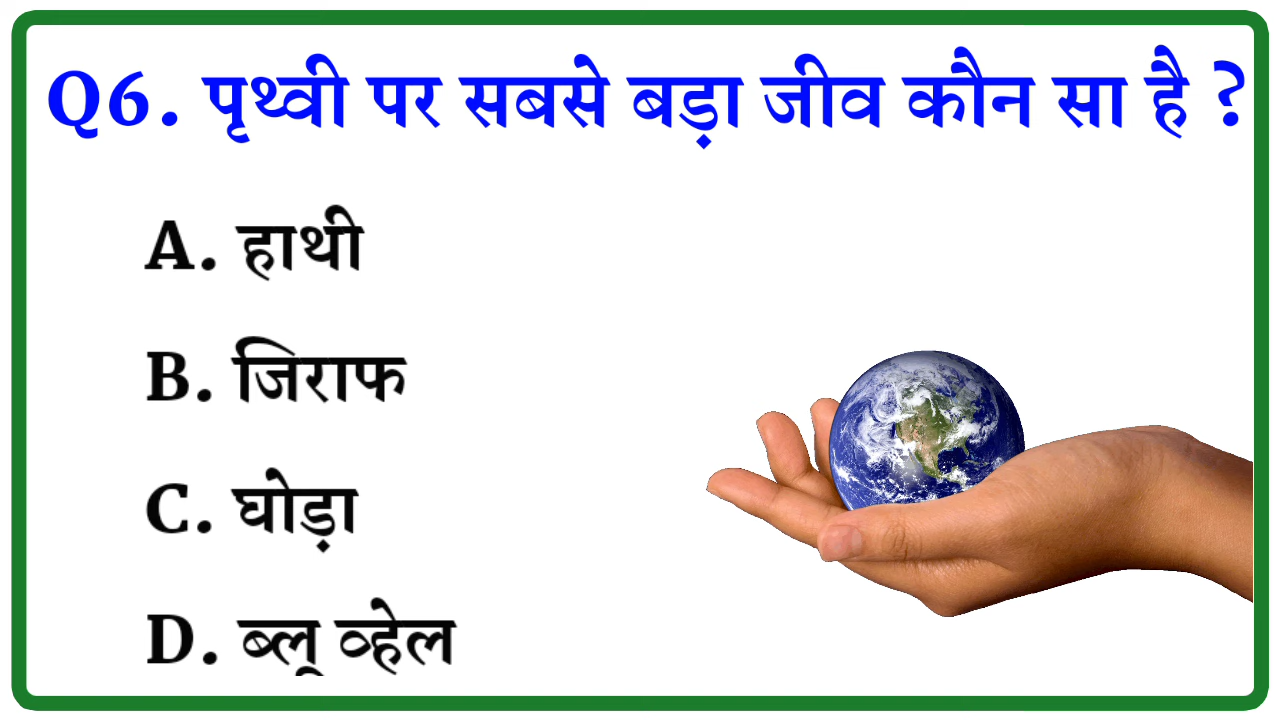 Q6. पृथ्वी पर सबसे बड़ा जीव कौन सा है ?
A. हाथी
B. जिराफ
C. घोड़ा
D. ब्लू व्हेल